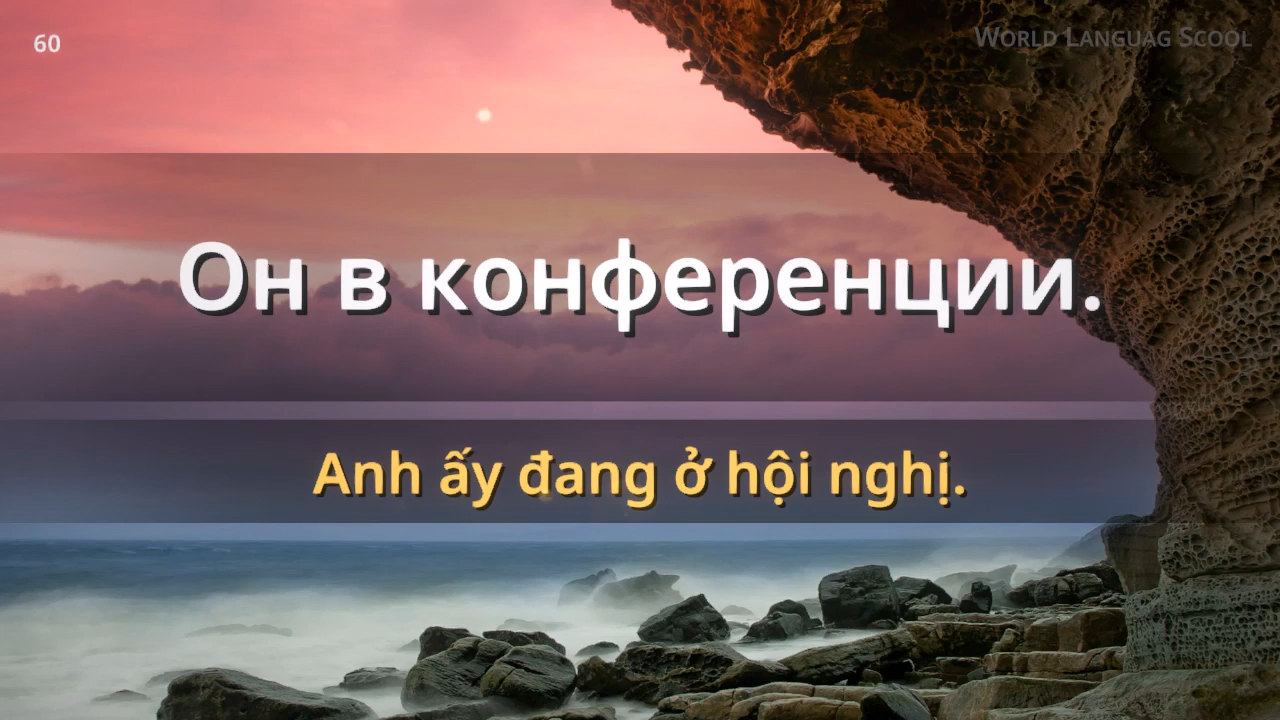 60
World Languag Scool
Он в конференции.
Anh ấy đang ở hội nghị.